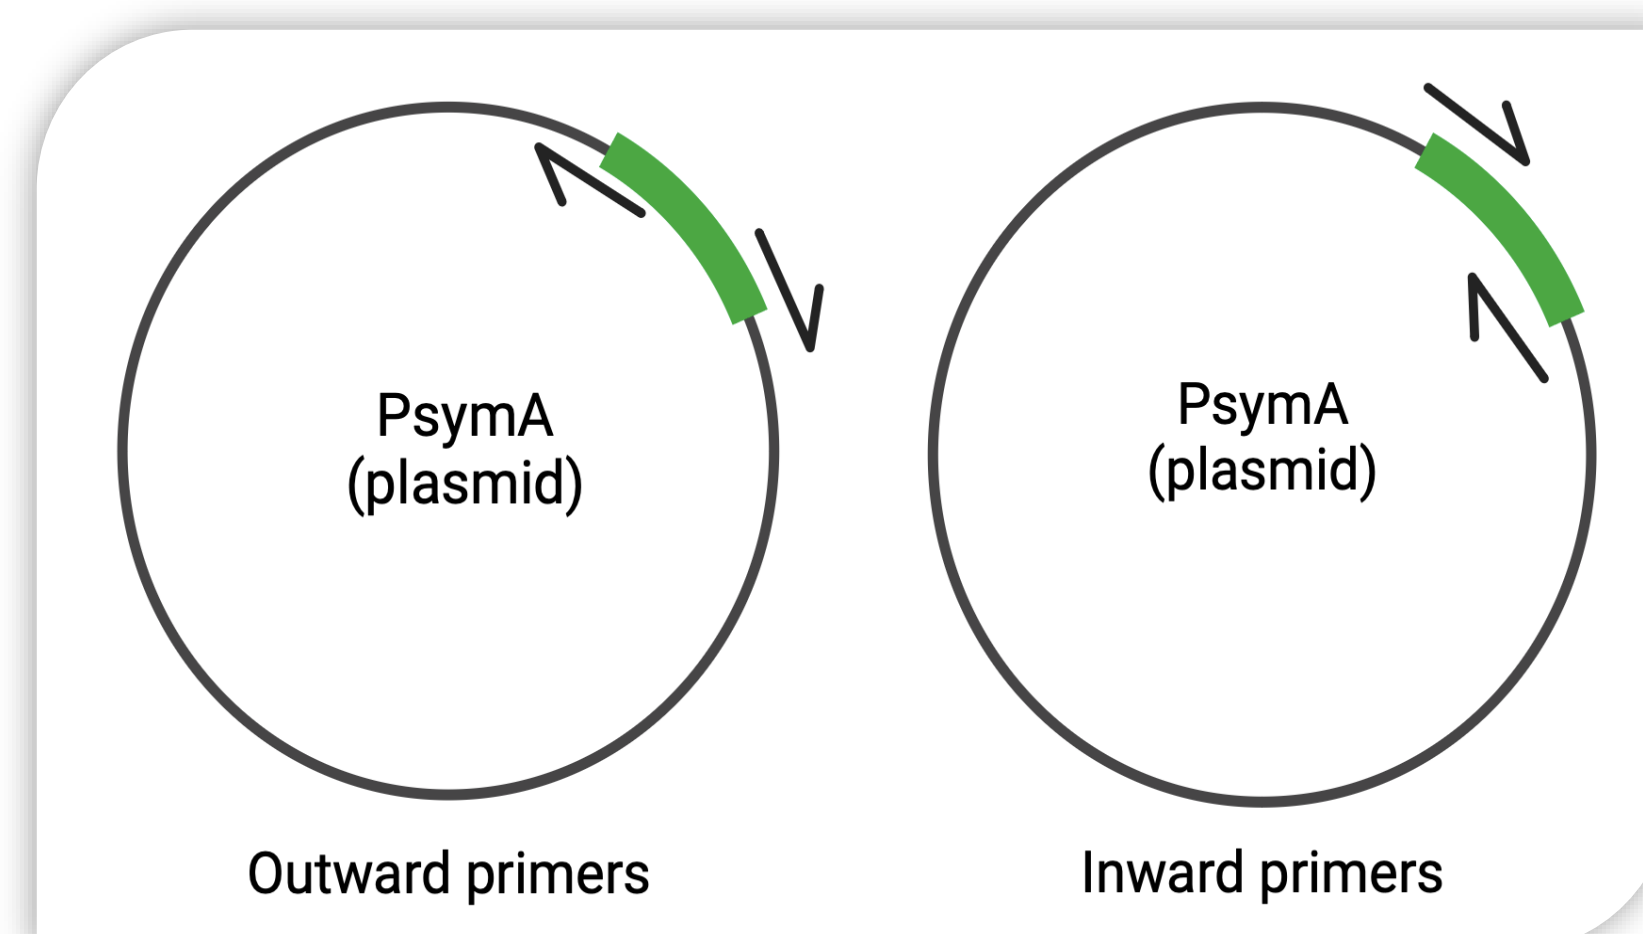 PsymA
(plasmid)
Outward primers
PsymA
(plasmid)
Inward primers